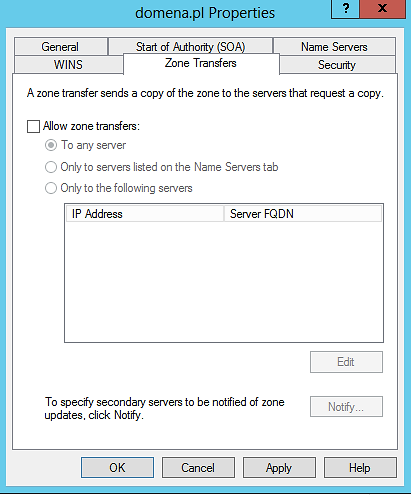 domena.pl Properties
? x
General Start of Authority (SOA) Name Servers
WINS Zone Transfers Security
A zone transfer sends a copy of the zone to the servers that request a copy.
Allow zone transfers:
To any server
Only to servers listed on the Name Servers tab
Only to the following servers
IP Address Server FQDN
Edit
To specify secondary servers to be notified of zone
updates, click Notify.
Notify...
OK Cancel Apply Help